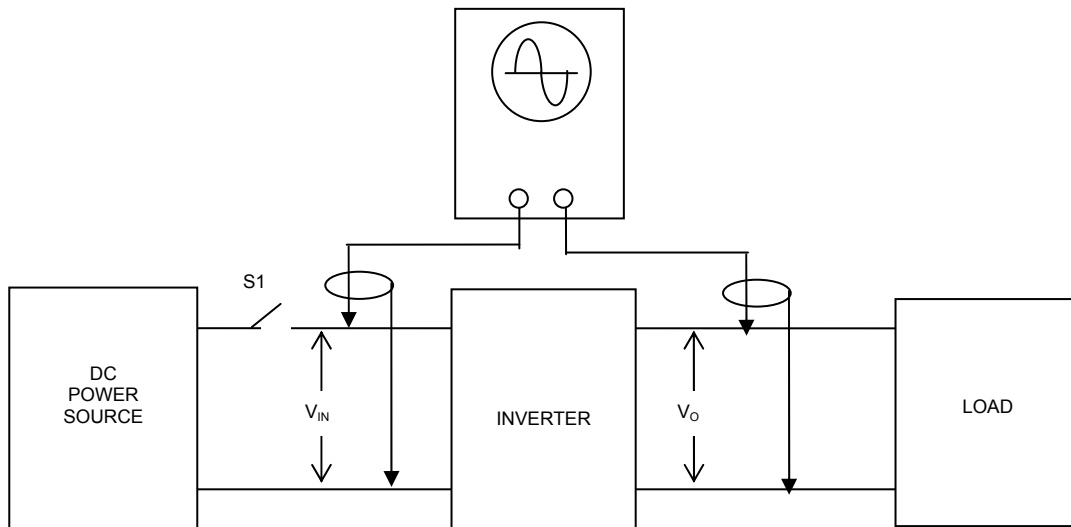 S1
DC
POWER
SOURCE
VIN
INVERTER
VO
LOAD